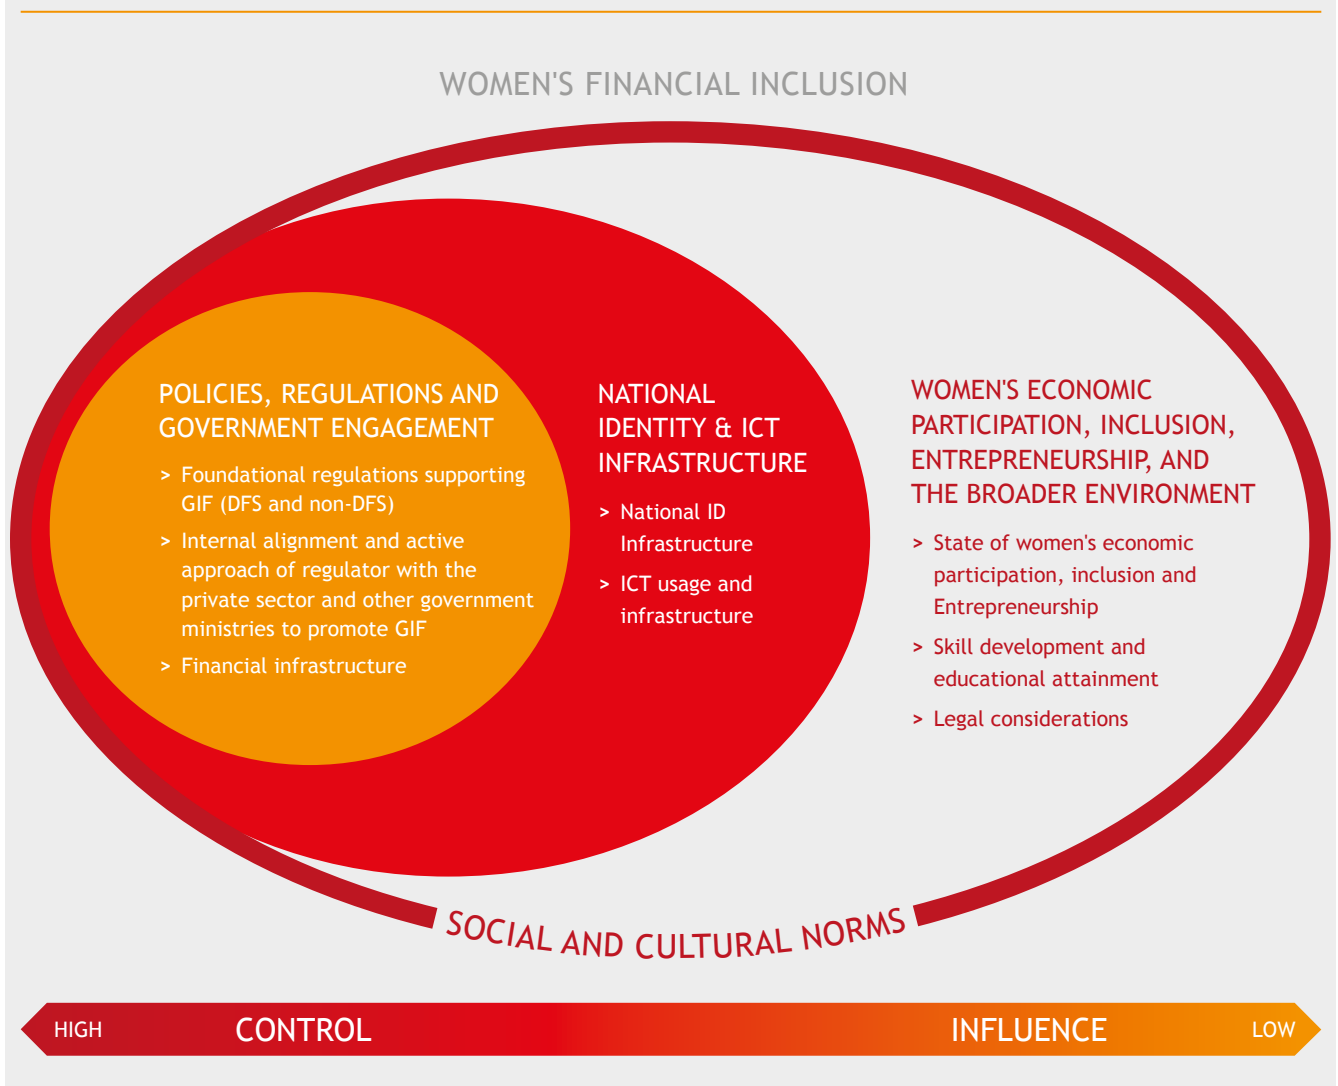 WOMEN'S FINANCIAL INCLUSION
POLICIES, REGULATIONS AND
GOVERNMENT ENGAGEMENT
> Foundational regulations supporting
GIF (DFS and non-DFS)
> Internal alignment and active
approach of regulator with the
private sector and other government
ministries to promote GIF
> Financial infrastructure
NATIONAL
IDENTITY & ICT
INFRASTRUCTURE
> National ID
Infrastructure
> ICT usage and
infrastructure
WOMEN'S ECONOMIC
PARTICIPATION, INCLUSION,
ENTREPRENEURSHIP, AND
THE BROADER ENVIRONMENT
> State of women's economic
participation, inclusion and
Entrepreneurship
> Skill development and
educational attainment
> Legal considerations
SOCIAL AND CULTURAL NORMS
HIGH CONTROL INFLUENCE LOW